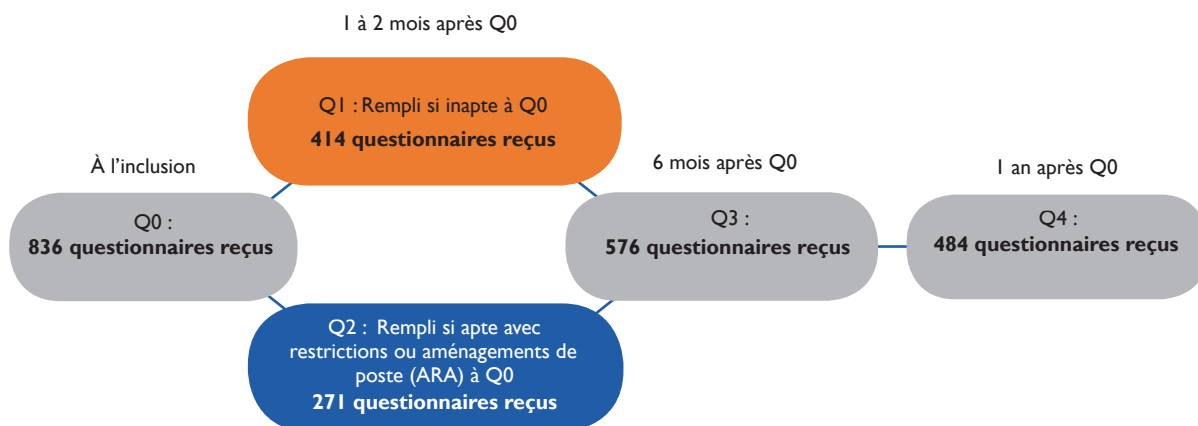 1 à 2 mois après Q0
Q1 : Rempli si inapte à Q0
414 questionnaires reçus
À l’inclusion
6 mois après Q0
1 an après Q0
Q0 :
836 questionnaires reçus
Q3 :
576 questionnaires reçus
Q4 :
484 questionnaires reçus
Q2 : Rempli si apte avec
restrictions ou aménagements de
poste (ARA) à Q0
271 questionnaires reçus